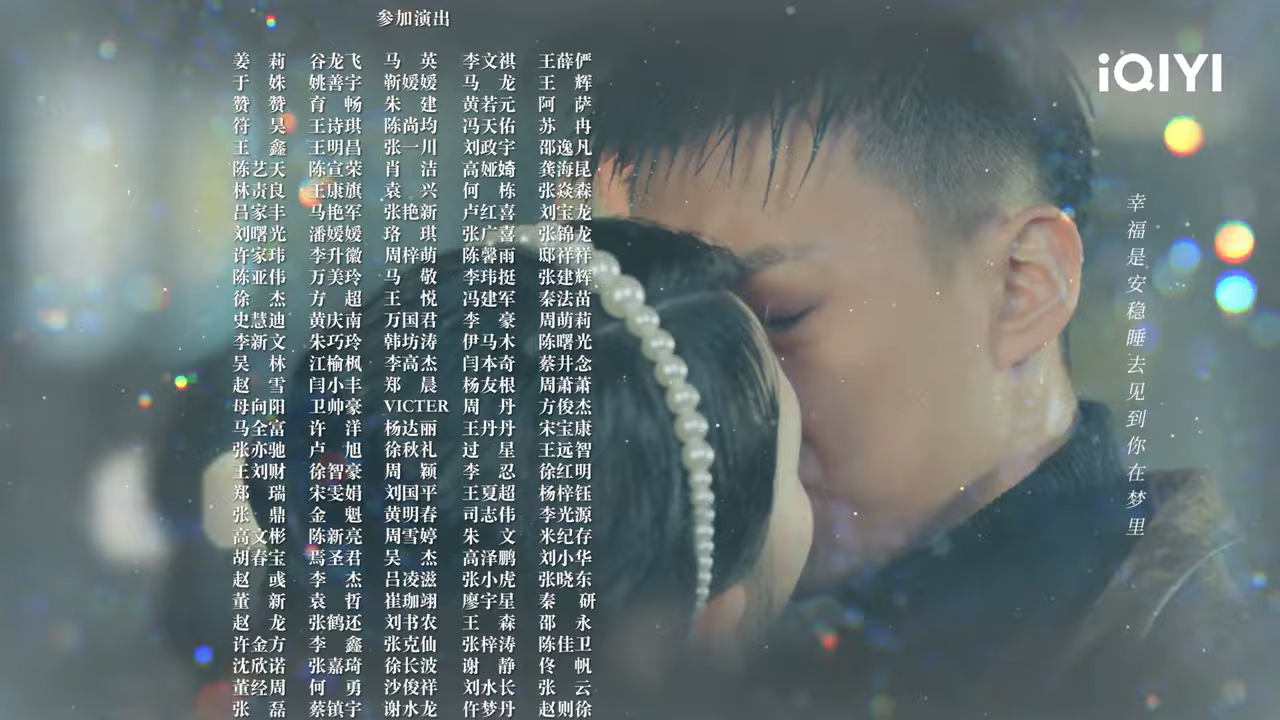 参加演出
姜莉 谷龙飞 马英 李文祺 王薛俨
于姝 姚善宇 靳媛媛 马龙 王辉
赞赞 育畅 朱建 黄若元 阿萨
符昊 王诗琪 陈尚均 冯天佑 苏冉
王鑫 王明昌 张一川 刘政宇 邵逸凡
陈艺天 陈宣荣 肖洁 高娅婍 龚海昆
林责良 王康旗 袁兴 何栋 张焱森
吕家丰 马艳军 张艳新 卢红喜 刘宝龙
刘曙光 潘媛媛 珞琪 张广喜 张锦龙
许家玮 李升徽 周梓萌 陈馨雨 邸祥祥
陈亚伟 万美玲 马敬 李玮挺 张建辉
徐杰 方超 王悦 冯建军 秦法苗
史慧迪 黄庆南 万国君 李豪 周萌莉
李新文 朱巧玲 韩坊涛 伊马木 陈曙光
吴林 江榆枫 李高杰 闫本奇 蔡井念
赵雪 闫小丰 郑晨 杨友根 周萧萧
母向阳 卫帅豪 VICTER 周丹 方俊杰
马全富 许洋 杨达丽 王丹丹 宋宝康
张亦驰 卢旭 徐秋礼 过星 王远智
王刘财 徐智豪 周颖 李忍 徐红明
郑瑞 宋雯娟 刘国平 王夏超 杨梓钰
张鼎 金魁 黄明春 司志伟 李光源
高文彬 陈新亮 周雪婷 朱文 米纪存
胡春宝 焉圣君 吴杰 高泽鹏 刘小华
赵彧 李杰 吕凌滋 张小虎 张晓东
董新 袁哲 崔珈翊 廖宇星 秦研
赵龙 张鹤还 刘书农 王森 邵永
许金方 李鑫 张克仙 张梓涛 陈佳卫
沈欣诺 张嘉琦 徐长波 谢静 佟帆
董经周 何勇 沙俊祥 刘水长 张云
张磊 蔡镇宇 谢水龙 仵梦丹 赵则徐
iQIYI
幸福是安稳睡去见到你在梦里